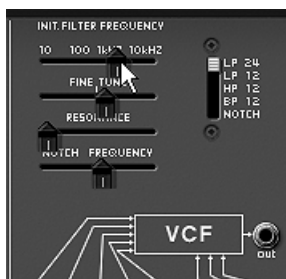 INIT. FILTER FREQUENCY
10 100 1kHz 10kHz
FINE TUNE
RESONANCE
NOTCH FREQUENCY
LP 24
LP 12
HP 12
BP 12
NOTCH
VCF
out